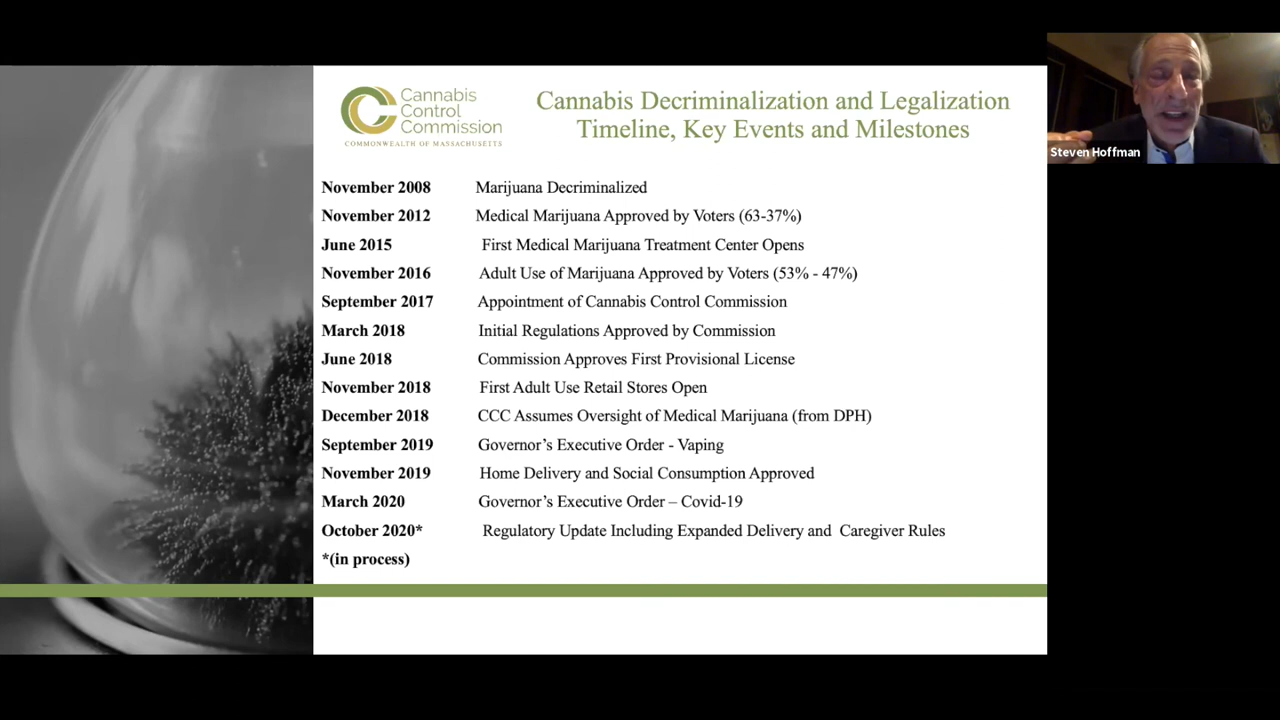 Cannabis
Control
Commission
COMMONWEALTH OF MASSACHUSETTS
Cannabis Decriminalization and Legalization
Timeline, Key Events and Milestones
November 2008 Marijuana Decriminalized
November 2012 Medical Marijuana Approved by Voters (63-37%)
June 2015 First Medical Marijuana Treatment Center Opens
November 2016 Adult Use of Marijuana Approved by Voters (53% - 47%)
September 2017 Appointment of Cannabis Control Commission
March 2018 Initial Regulations Approved by Commission
June 2018 Commission Approves First Provisional License
November 2018 First Adult Use Retail Stores Open
December 2018 CCC Assumes Oversight of Medical Marijuana (from DPH)
September 2019 Governor’s Executive Order - Vaping
November 2019 Home Delivery and Social Consumption Approved
March 2020 Governor’s Executive Order – Covid-19
October 2020* Regulatory Update Including Expanded Delivery and Caregiver Rules
*(in process)
Steven Hoffman